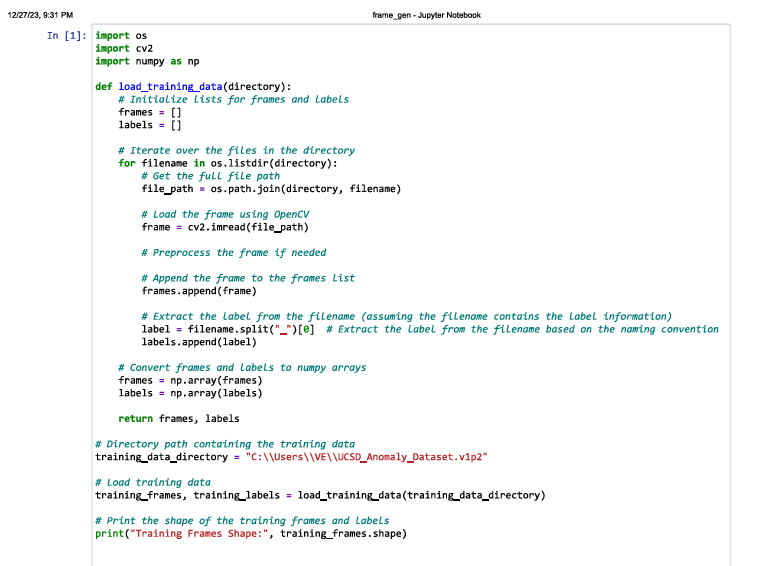 12/27/23, 9:31 PM
frame_gen - Jupyter Notebook
In [1]: import os
import cv2
import numpy as np
def load_training_data(directory):
# Initialize lists for frames and labels
frames = []
labels = []
# Iterate over the files in the directory
for filename in os.listdir(directory):
# Get the full file path
file_path = os.path.join(directory, filename)
# Load the frame using OpenCV
frame = cv2.imread(file_path)
# Preprocess the frame if needed
# Append the frame to the frames list
frames.append(frame)
# Extract the label from the filename (assuming the filename contains the label information)
label = filename.split("_")[0]  # Extract the label from the filename based on the naming convention
labels.append(label)
# Convert frames and labels to numpy arrays
frames = np.array(frames)
labels = np.array(labels)
return frames, labels
# Directory path containing the training data
training_data_directory = "C:\\Users\\VE\\UCSD_Anomaly_Dataset.v1p2"
# Load training data
training_frames, training_labels = load_training_data(training_data_directory)
# Print the shape of the training frames and labels
print("Training Frames Shape:", training_frames.shape)